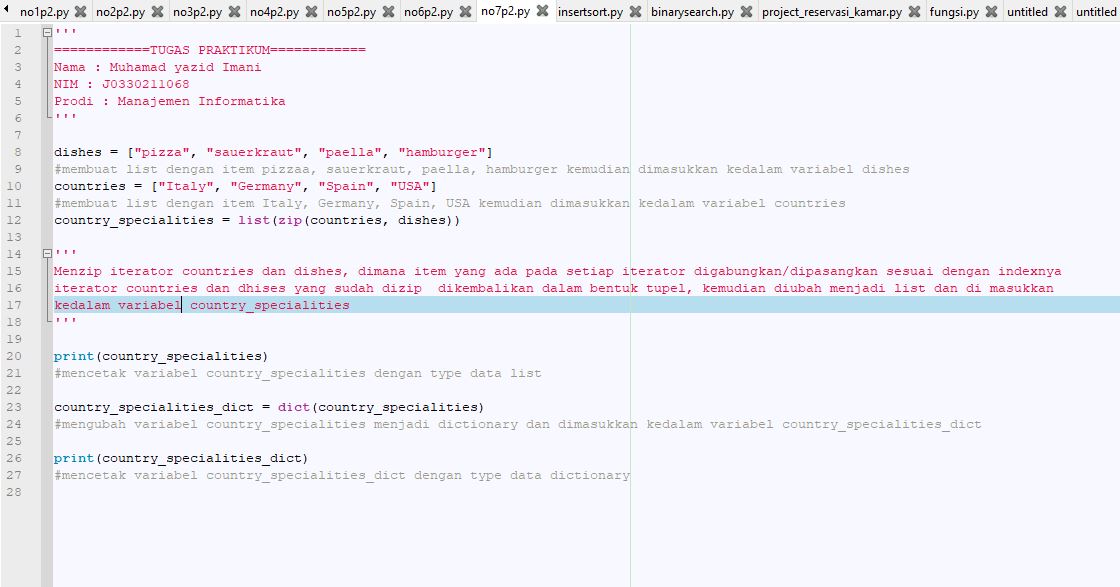 no1p2.py no2p2.py no3p2.py no4p2.py no5p2.py no6p2.py no7p2.py insertsort.py binarysearch.py project_reservasi_kamar.py fungsi.py untitled untitled
1 '''
2 ============TUGAS PRAKTIKUM============
3 Nama : Muhamad yazid Imani
4 NIM : J0330211068
5 Prodi : Manajemen Informatika
6 '''
7
8 dishes = ["pizza", "sauerkraut", "paella", "hamburger"]
9 #membuat list dengan item pizzaa, sauerkraut, paella, hamburger kemudian dimasukkan kedalam variabel dishes
10 countries = ["Italy", "Germany", "Spain", "USA"]
11 #membuat list dengan item Italy, Germany, Spain, USA kemudian dimasukkan kedalam variabel countries
12 country_specialities = list(zip(countries, dishes))
13
14 '''
15 Menzip iterator countries dan dishes, dimana item yang ada pada setiap iterator digabungkan/dipasangkan sesuai dengan indexnya
16 iterator countries dan dhises yang sudah dizip  dikembalikan dalam bentuk tupel, kemudian diubah menjadi list dan di masukkan
17 kedalam variabel country_specialities
18 '''
19
20 print(country_specialities)
21 #mencetak variabel country_specialities dengan type data list
22
23 country_specialities_dict = dict(country_specialities)
24 #mengubah variabel country_specialities menjadi dictionary dan dimasukkan kedalam variabel country_specialities_dict
25
26 print(country_specialities_dict)
27 #mencetak variabel country_specialities_dict dengan type data dictionary
28